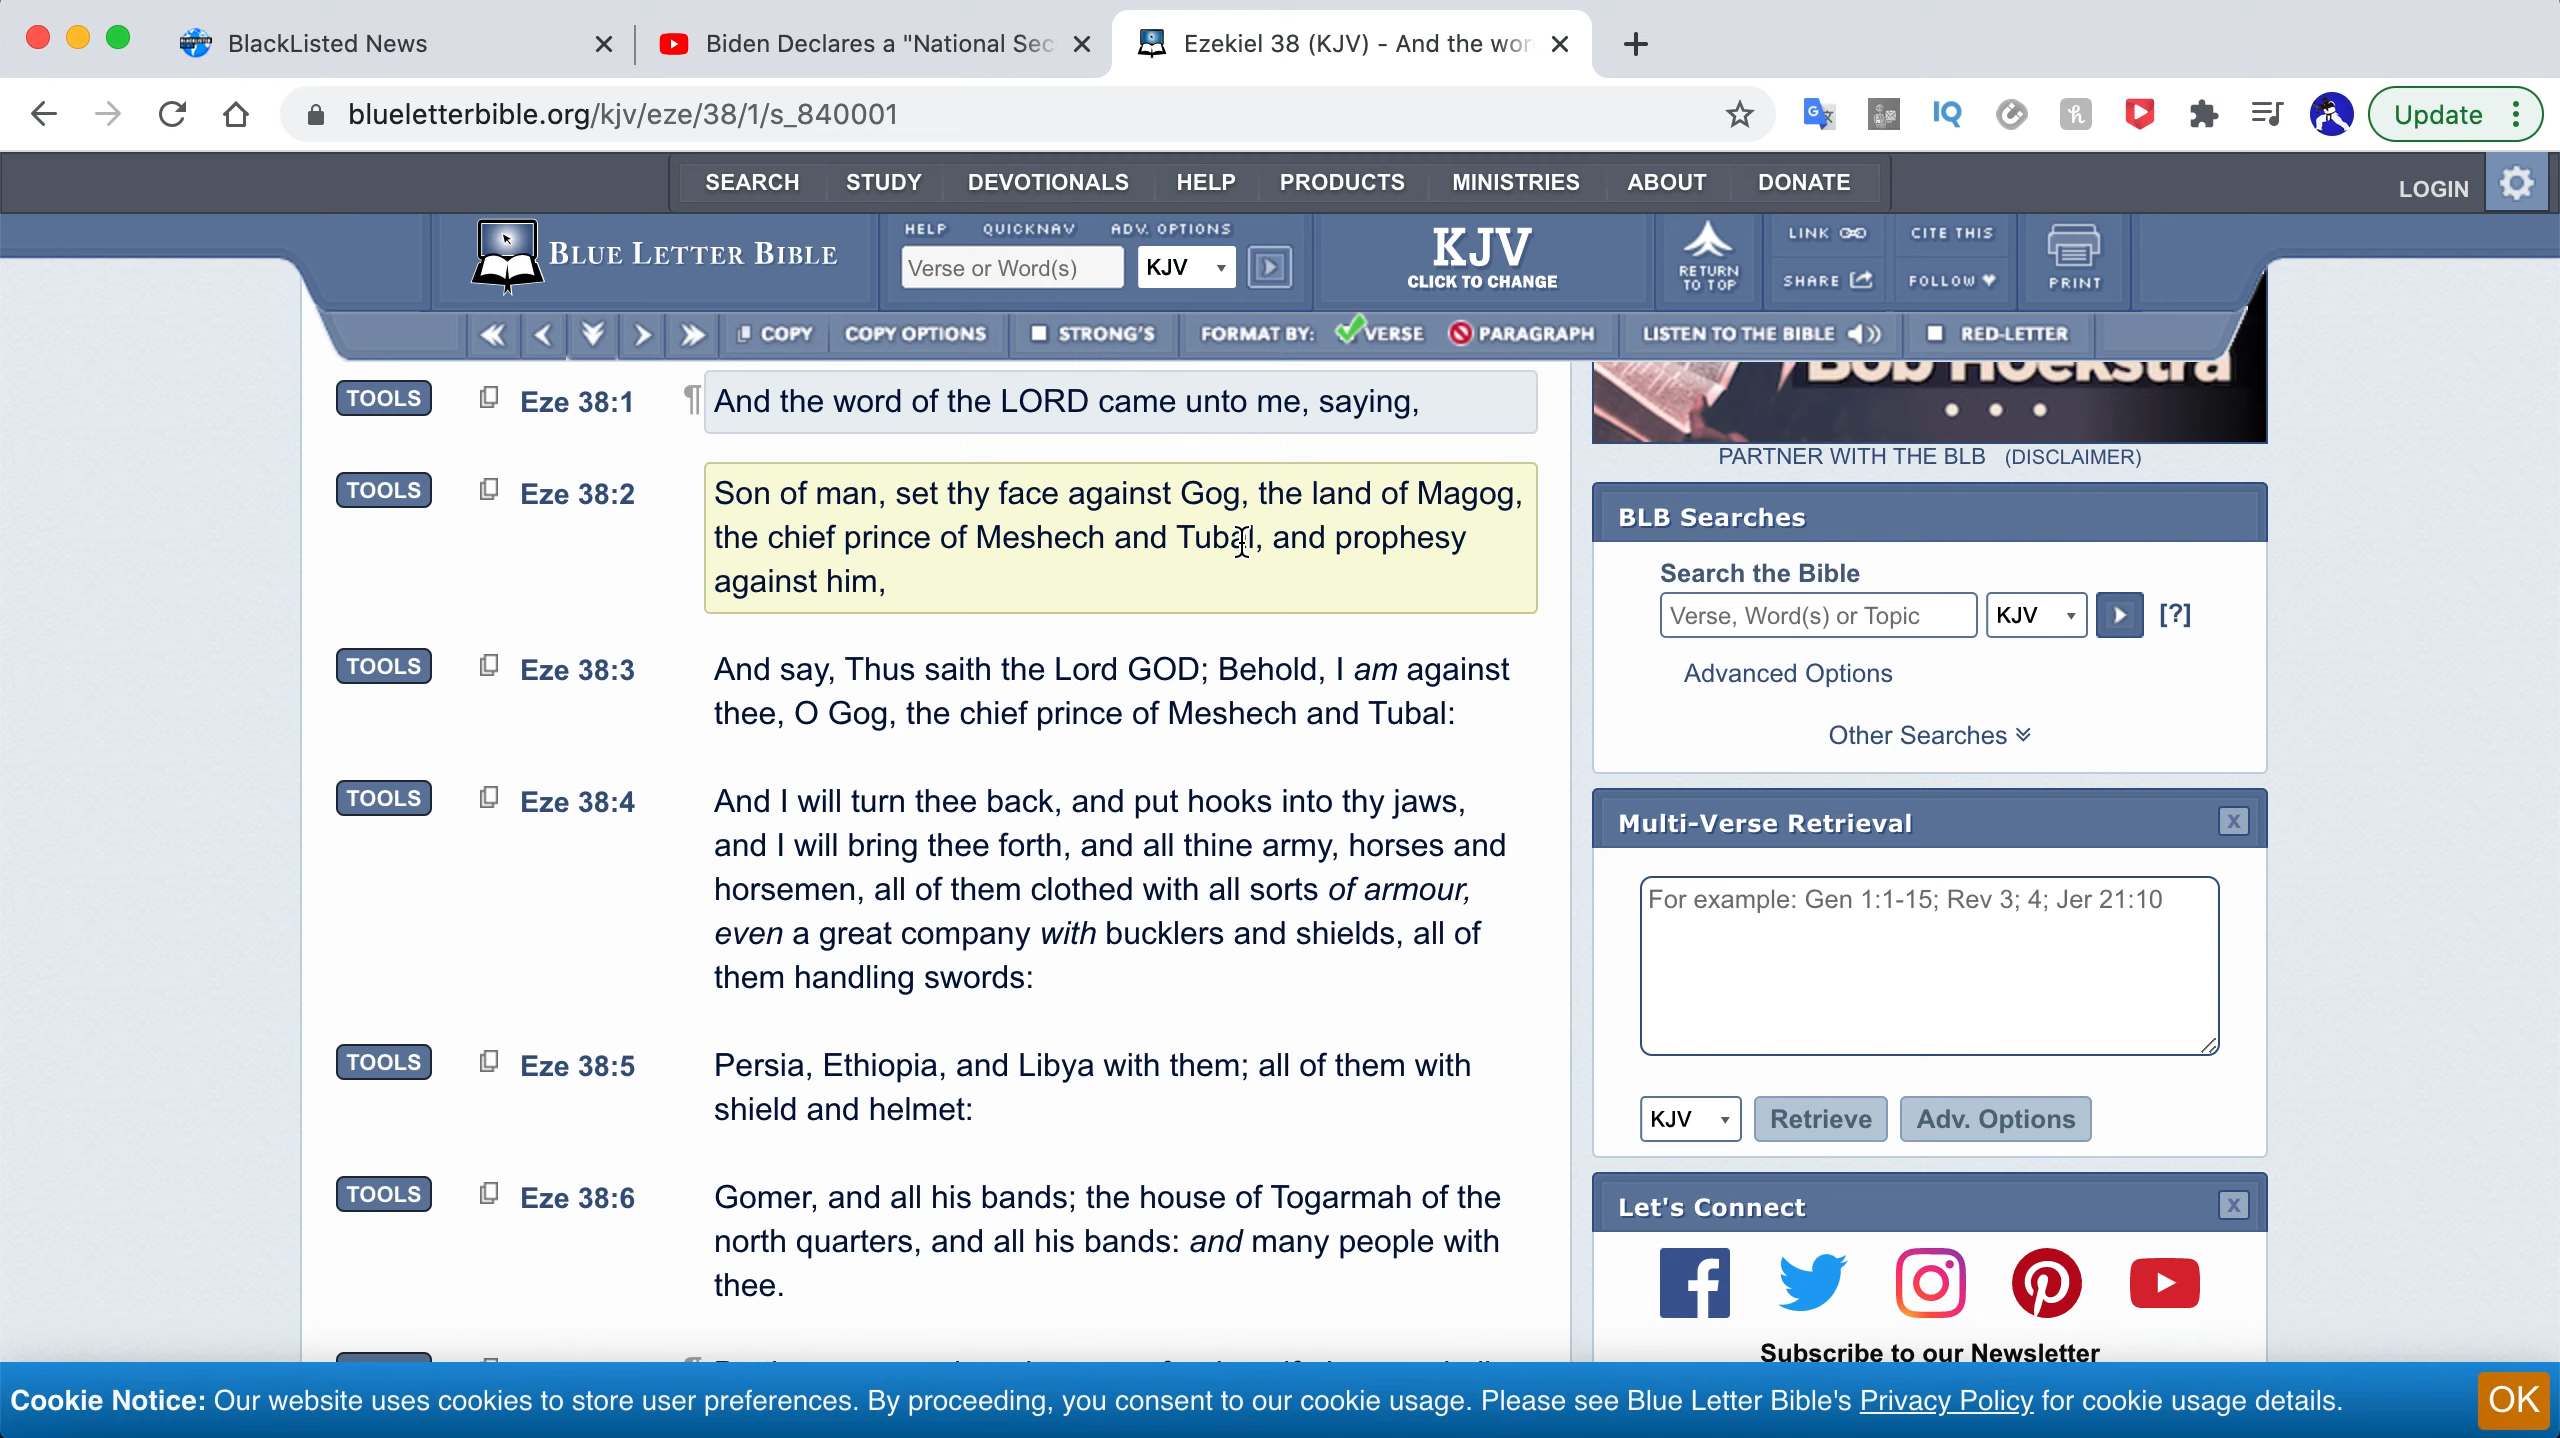 BlackListed News
Biden Declares a "National Sec
Ezekiel 38 (KJV) - And the wor
blueletterbible.org/kjv/eze/38/1/s_840001
IQ
Update
SEARCH STUDY DEVOTIONALS HELP PRODUCTS MINISTRIES ABOUT DONATE
LOGIN
BLUE LETTER BIBLE
HELP QUICKNAV ADV. OPTIONS
Verse or Word(s)
KJV
KJV
CLICK TO CHANGE
RETURN
TO TOP
LINK
CITE THIS
SHARE
FOLLOW
PRINT
COPY COPY OPTIONS STRONG'S FORMAT BY: VERSE PARAGRAPH LISTEN TO THE BIBLE RED-LETTER
TOOLS Eze 38:1 ¶ And the word of the LORD came unto me, saying,
TOOLS Eze 38:2 Son of man, set thy face against Gog, the land of Magog,
the chief prince of Meshech and Tubal, and prophesy
against him,
TOOLS Eze 38:3 And say, Thus saith the Lord GOD; Behold, I am against
thee, O Gog, the chief prince of Meshech and Tubal:
TOOLS Eze 38:4 And I will turn thee back, and put hooks into thy jaws,
and I will bring thee forth, and all thine army, horses and
horsemen, all of them clothed with all sorts of armour,
even a great company with bucklers and shields, all of
them handling swords:
TOOLS Eze 38:5 Persia, Ethiopia, and Libya with them; all of them with
shield and helmet:
TOOLS Eze 38:6 Gomer, and all his bands; the house of Togarmah of the
north quarters, and all his bands: and many people with
thee.
Bob Hoekstra
PARTNER WITH THE BLB (DISCLAIMER)
BLB Searches
Search the Bible
Verse, Word(s) or Topic
KJV
[?]
Advanced Options
Other Searches
Multi-Verse Retrieval
X
For example: Gen 1:1-15; Rev 3; 4; Jer 21:10
KJV
Retrieve
Adv. Options
Let's Connect
X
Subscribe to our Newsletter
Cookie Notice: Our website uses cookies to store user preferences. By proceeding, you consent to our cookie usage. Please see Blue Letter Bible's Privacy Policy for cookie usage details.
OK